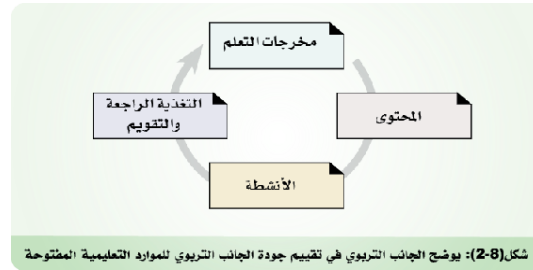 مخرجات التعلم
المحتوى
التغذية الراجعة
والتقويم
الأنشطة
شكل(8-2): يوضح الجانب التربوي في تقييم جودة الجانب التربوي للموارد التعليمية المفتوحة